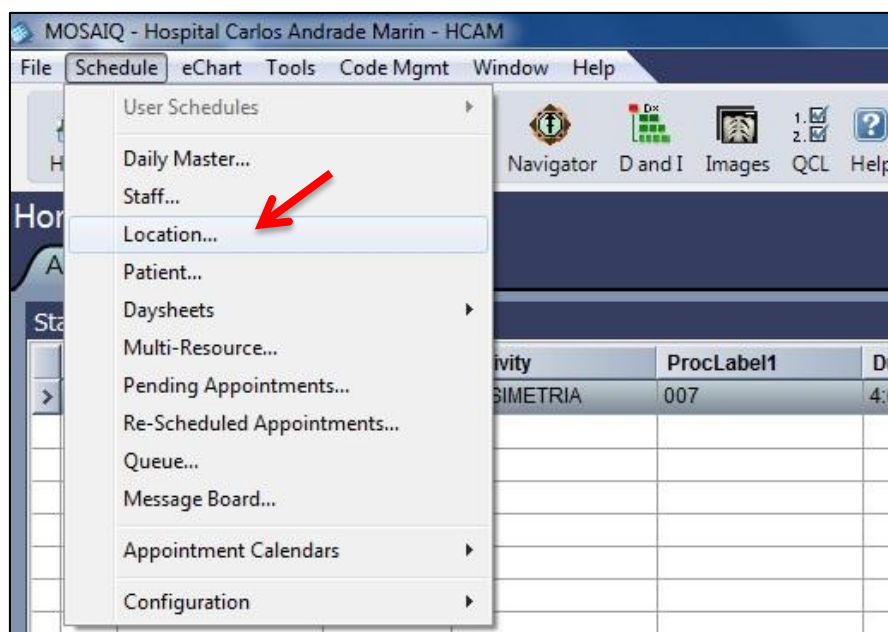 MOSAIQ - Hospital Carlos Andrade Marin - HCAM
File Schedule eChart Tools Code Mgmt Window Help
User Schedules
Daily Master...
Staff...
Location...
Patient...
Daysheets
Multi-Resource...
Pending Appointments...
Re-Scheduled Appointments...
Queue...
Message Board...
Appointment Calendars
Configuration
Navigator D and I Images QCL Help
Dx
1.
2.
ProcLabel1
007